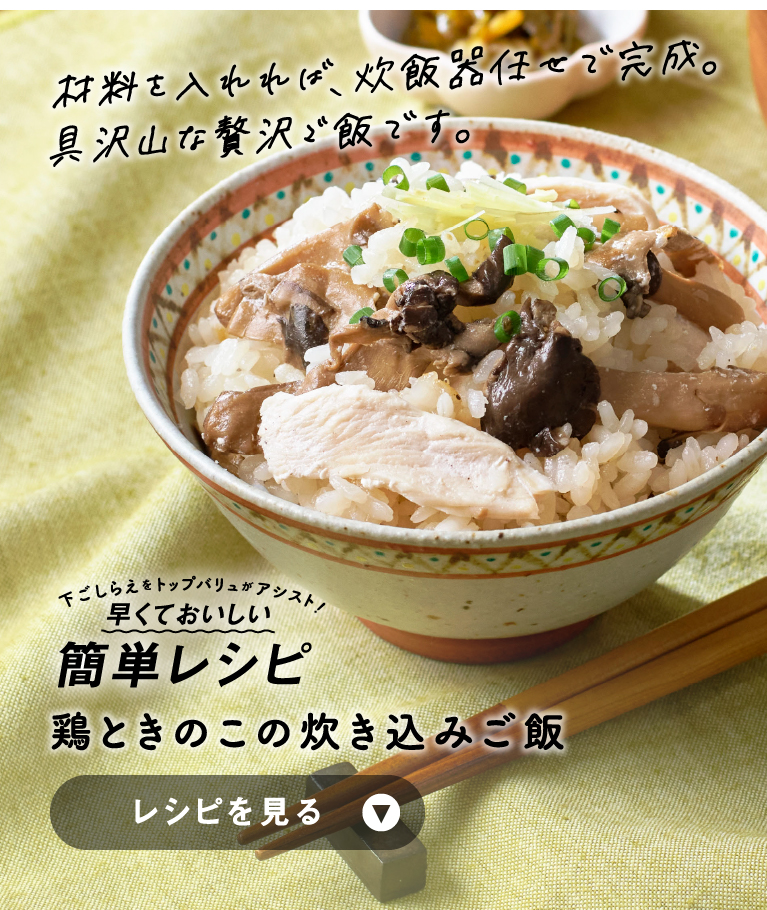 材料を入れれば、炊飯器任せで完成。
具沢山な贅沢ご飯です。
下ごしらえをトップバリュがアシスト！
早くておいしい
簡単レシピ
鶏ときのこの炊き込みご飯
レシピを見る